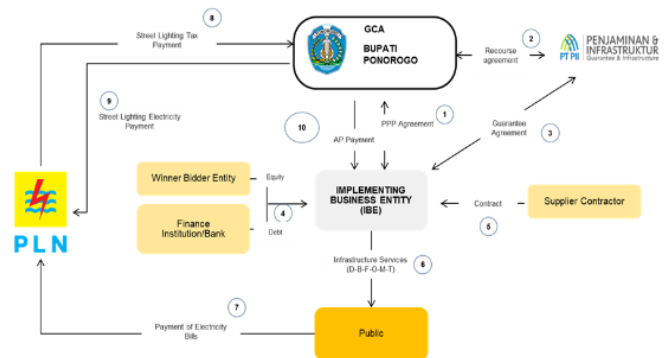 8
Street Lighting Tax
Payment
GCA
BUPATI
PONOROGO
2
Recourse
agreement
PT PII
PENJAMINAN &
INFRASTRUKTUR
Guarantee & Infrastructure
9
Street Lighting Electricity
Payment
10
AP Payment
PPP Agreement
1
Guarantee
Agreement
3
Winner Bidder Entity
Equity
Finance
Institution/Bank
4
Debt
IMPLEMENTING
BUSINESS ENTITY
(IBE)
Contract
5
Supplier Contractor
PLN
Infrastructure Services
(D-B-F-O-M-T)
6
7
Payment of Electricity
Bills
Public